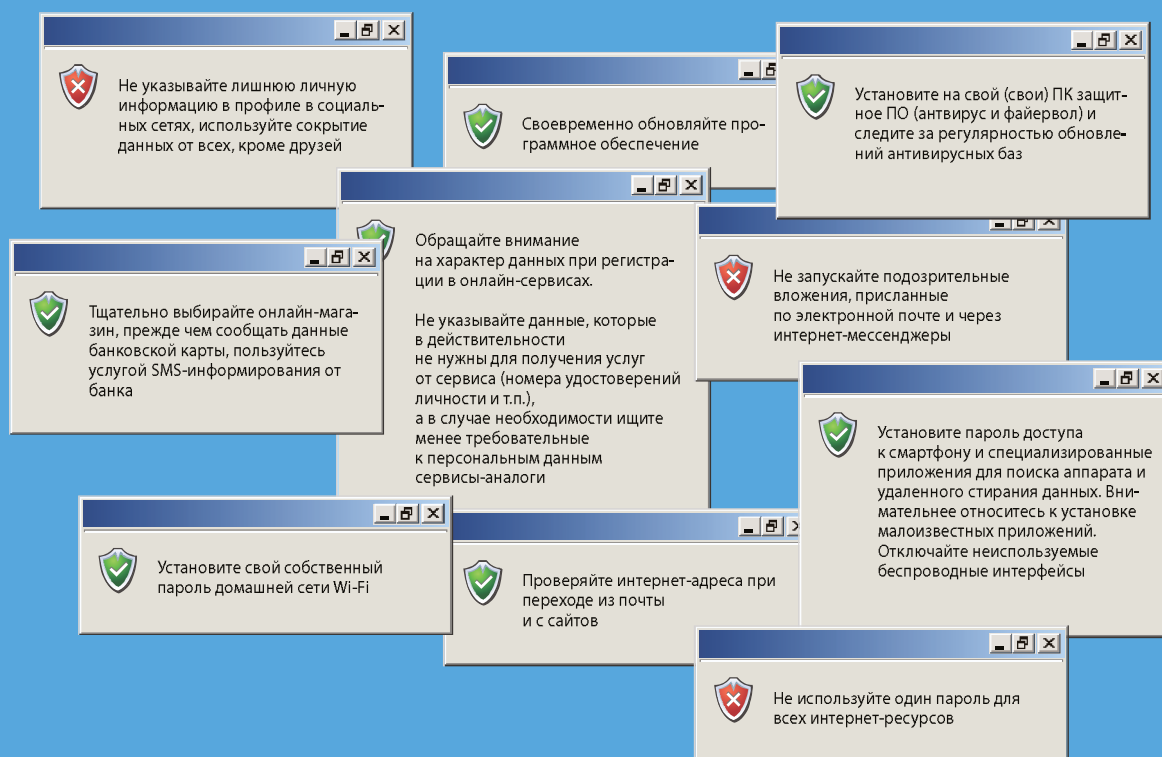 Не указывайте лишнюю личную
информацию в профиле в социаль-
ных сетях, используйте сокрытие
данных от всех, кроме друзей
Своевременно обновляйте про-
граммное обеспечение
Установите на свой (свои) ПК защит-
ное ПО (антивирус и файервол) и
следите за регулярностью обновле-
ний антивирусных баз
Тщательно выбирайте онлайн-мага-
зин, прежде чем сообщать данные
банковской карты, пользуйтесь
услугой SMS-информирования от
банка
Обращайте внимание
на характер данных при регистра-
ции в онлайн-сервисах.
Не указывайте данные, которые
в действительности
не нужны для получения услуг
от сервиса (номера удостоверений
личности и т.п.),
а в случае необходимости ищите
менее требовательные
к персональным данным
сервисы-аналоги
Не запускайте подозрительные
вложения, присланные
по электронной почте и через
интернет-мессенджеры
Установите пароль доступа
к смартфону и специализированные
приложения для поиска аппарата и
удаленного стирания данных. Вни-
мательнее относитесь к установке
малоизвестных приложений.
Отключайте неиспользуемые
беспроводные интерфейсы
Установите свой собственный
пароль домашней сети Wi-Fi
Проверяйте интернет-адреса при
переходе из почты
и с сайтов
Не используйте один пароль для
всех интернет-ресурсов